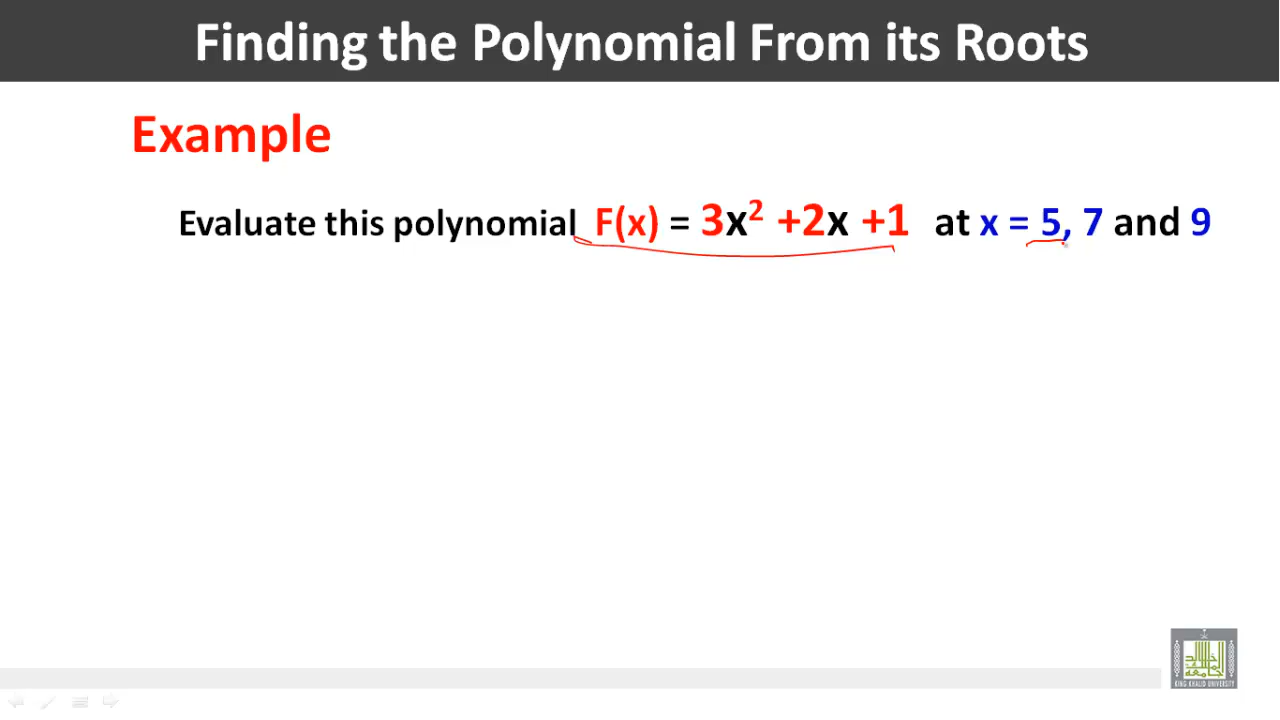 Finding the Polynomial From its Roots
Example
Evaluate this polynomial F(x) = 3x² +2x +1 at x = 5, 7 and 9
KING KHALID UNIVERSITY